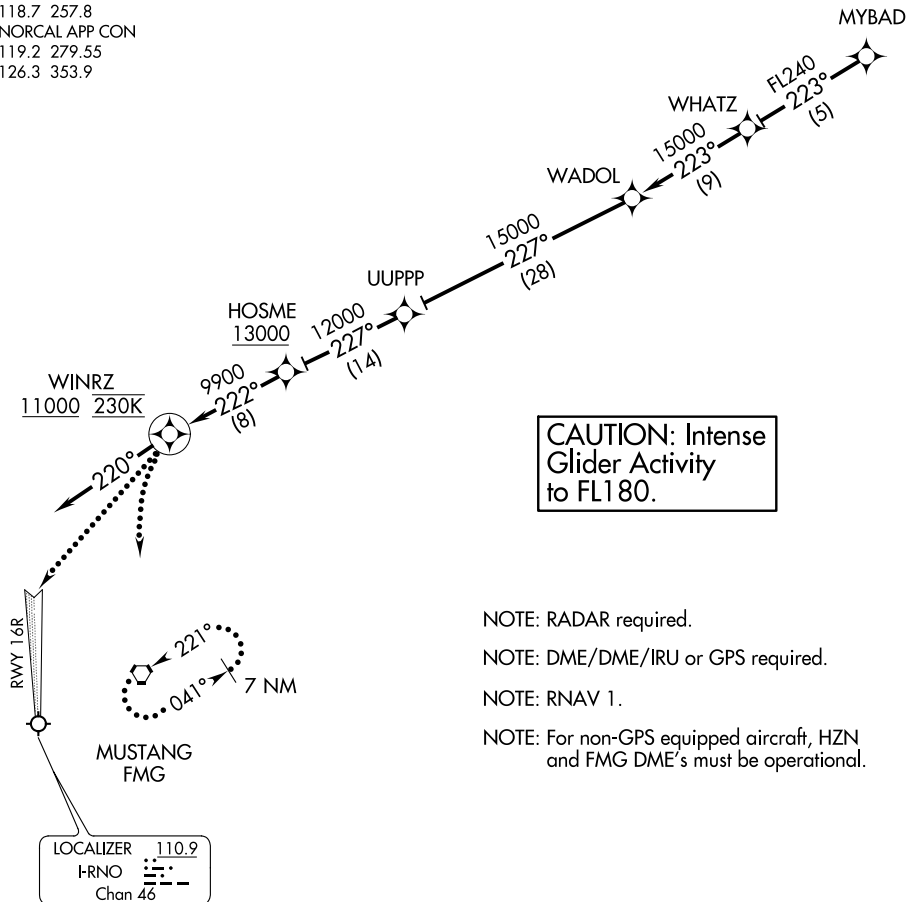 118.7 257.8
NORCAL APP CON
119.2 279.55
126.3 353.9
MYBAD
FL240
223°
(5)
WHATZ
15000
223°
(9)
WADOL
15000
227°
(28)
UUPPP
12000
227°
(14)
HOSME
13000
9900
222°
(8)
WINRZ
11000 230K
220°
CAUTION: Intense
Glider Activity
to FL180.
RWY 16R
221°
041°
7 NM
MUSTANG
FMG
NOTE: RADAR required.
NOTE: DME/DME/IRU or GPS required.
NOTE: RNAV 1.
NOTE: For non-GPS equipped aircraft, HZN
and FMG DME's must be operational.
LOCALIZER 110.9
I-RNO
Chan 46